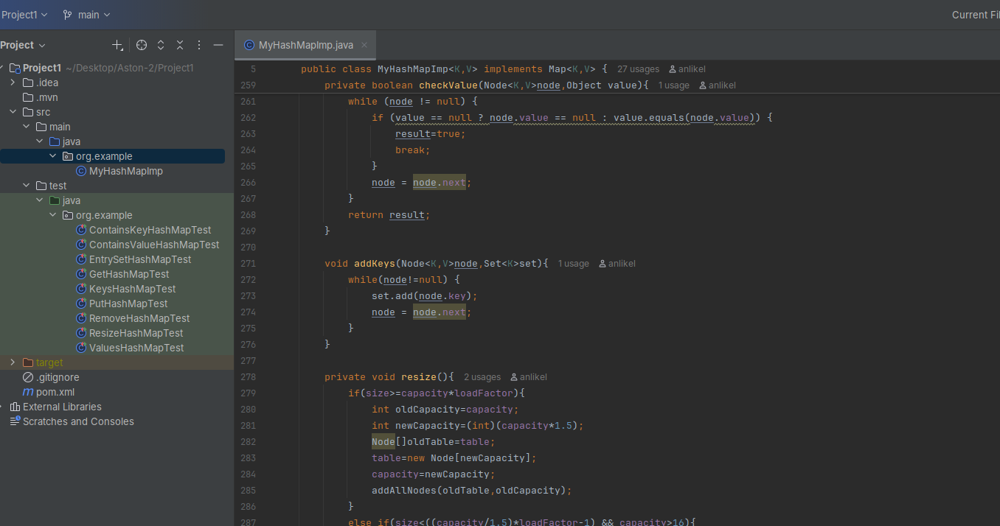 Project1 main Current Fi
Project
MyHashMapImp.java
Project1 ~/Desktop/Aston-2/Project1
.idea
.mvn
src
main
java
org.example
MyHashMapImp
test
java
org.example
ContainsKeyHashMapTest
ContainsValueHashMapTest
EntrySetHashMapTest
GetHashMapTest
KeysHashMapTest
PutHashMapTest
RemoveHashMapTest
ResizeHashMapTest
ValuesHashMapTest
target
.gitignore
pom.xml
External Libraries
Scratches and Consoles
5 public class MyHashMapImp<K,V> implements Map<K,V> { 27 usages anlikel
259 private boolean checkValue(Node<K,V>node,Object value){ 1 usage anlikel
261 while (node != null) {
262 if (value == null ? node.value == null : value.equals(node.value)) {
263 result=true;
264 break;
265 }
266 node = node.next;
267 }
268 return result;
269 }
270
271 void addKeys(Node<K,V>node,Set<K>set){ 1 usage anlikel
272 while(node!=null) {
273 set.add(node.key);
274 node = node.next;
275 }
276 }
277
278 private void resize(){ 2 usages anlikel
279 if(size>=capacity*loadFactor){
280 int oldCapacity=capacity;
281 int newCapacity=(int)(capacity*1.5);
282 Node[]oldTable=table;
283 table=new Node[newCapacity];
284 capacity=newCapacity;
285 addAllNodes(oldTable,oldCapacity);
286 }
287 else if(size<((capacity/1.5)*loadFactor-1) && capacity>16){